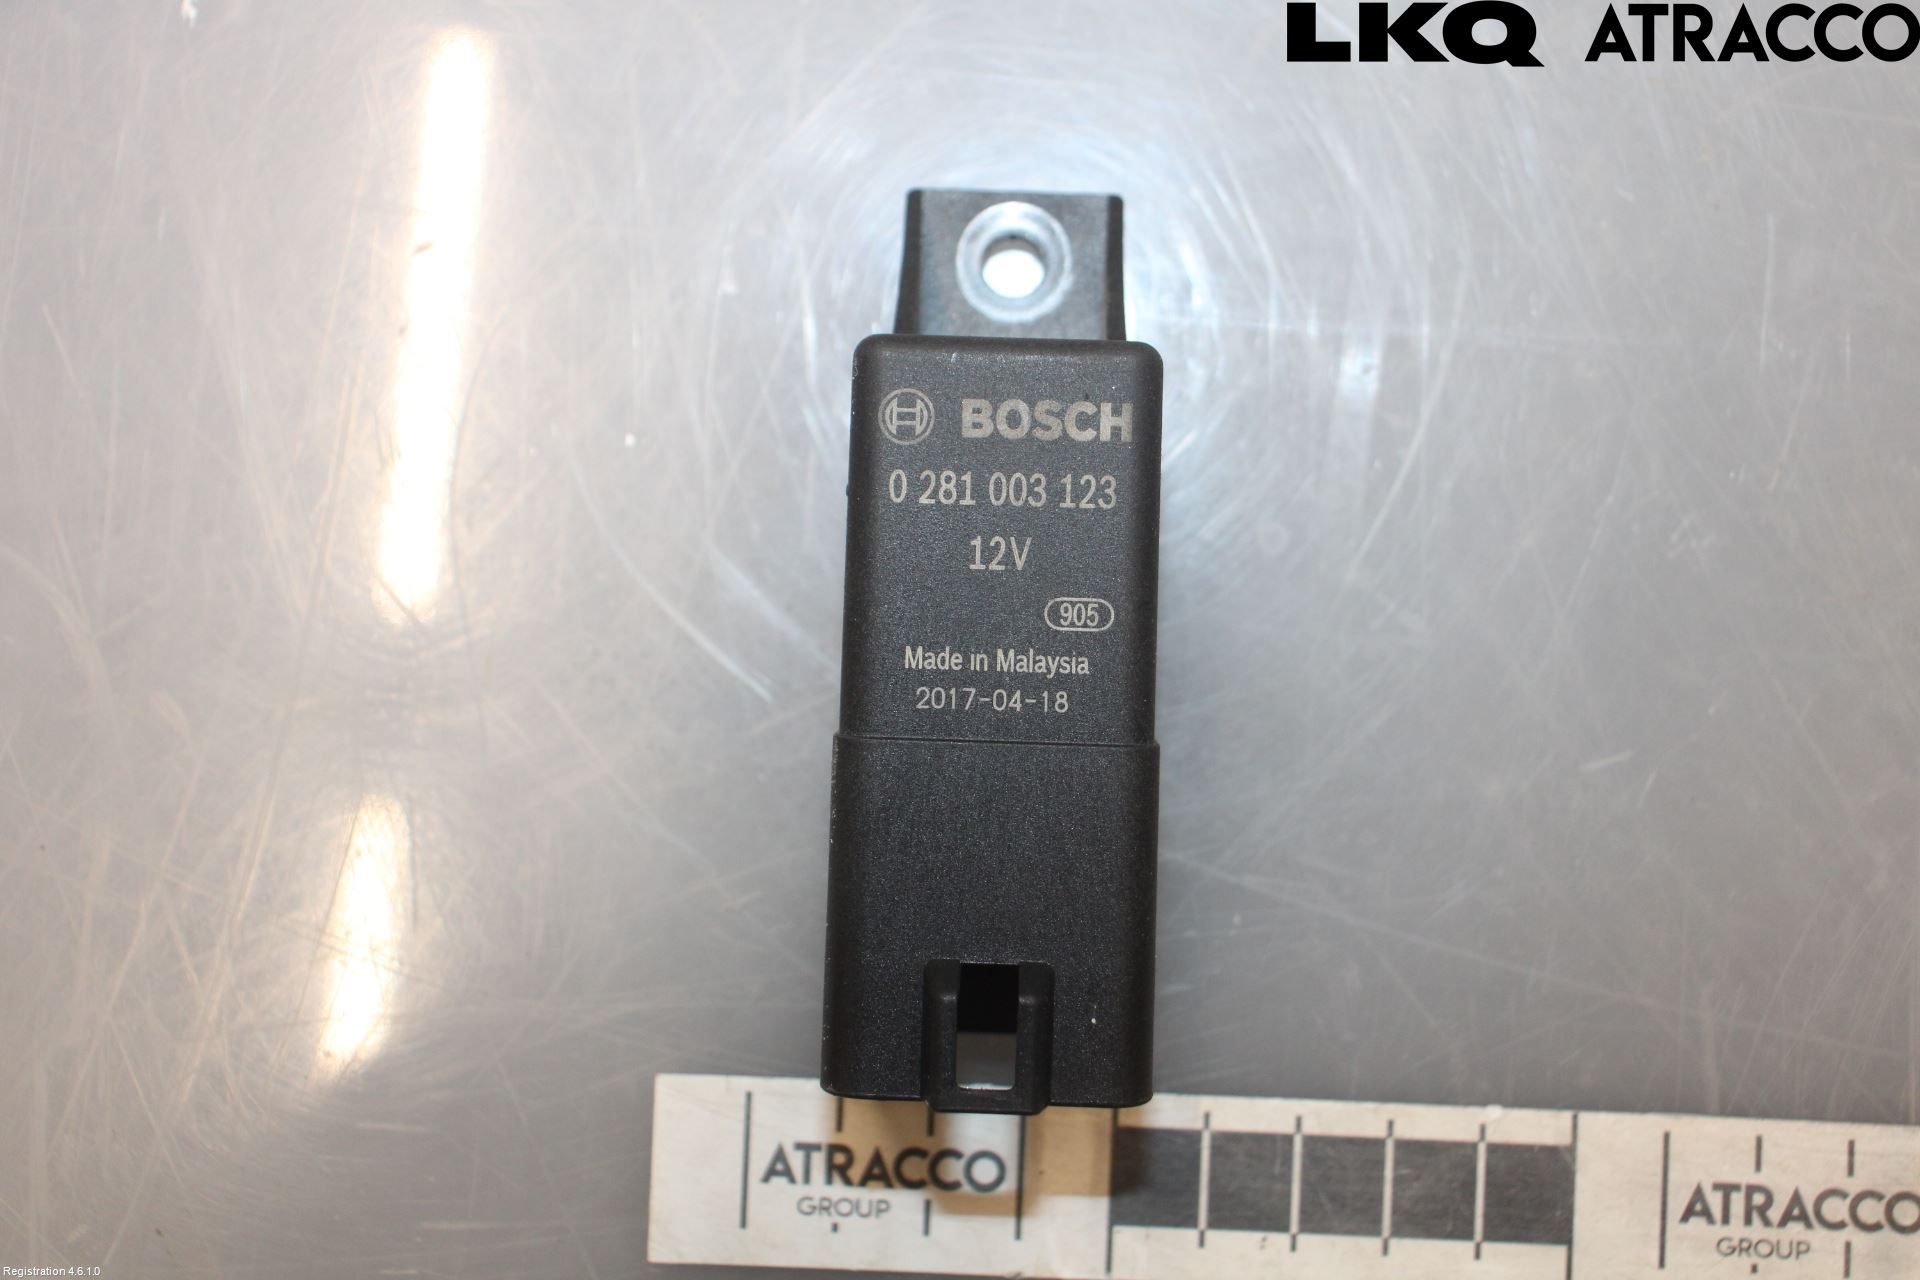 LKQ ATRACCO
BOSCH
0 281 003 123
12V
905
Made in Malaysia
2017-04-18
ATRACCO
GROUP
ATRACCO
GROUP
Registration 4.6.1.0